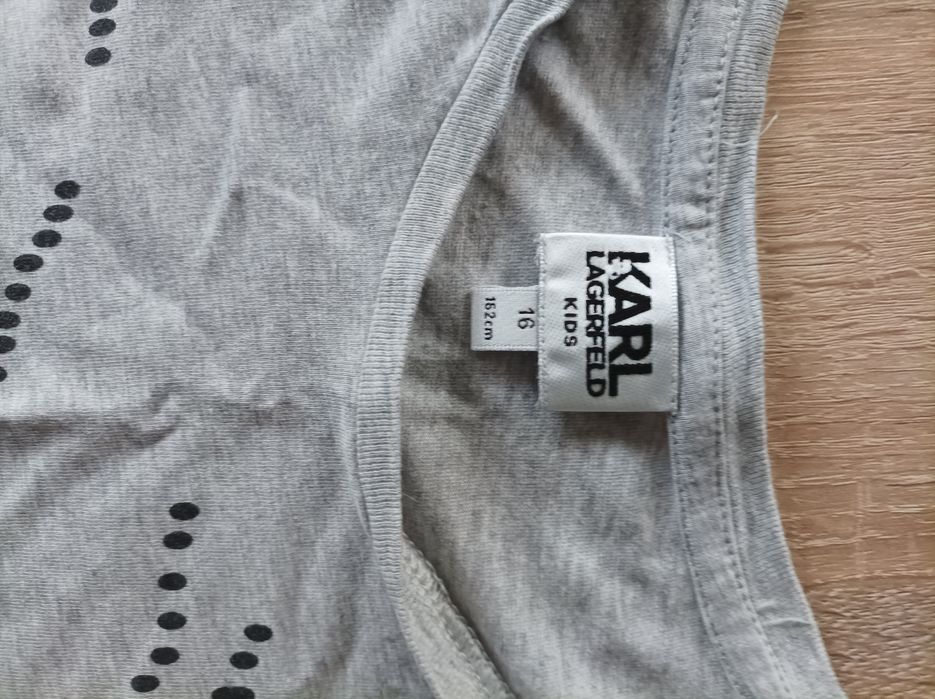 KARL
LAGERFELD
KIDS
16
162cm